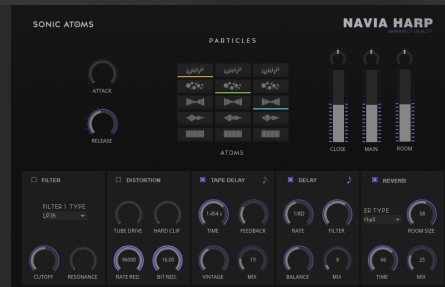 SONIC ATOMS
NAVIA HARP
IMPERFECT BEAUTY
PARTICLES
ATTACK
RELEASE
CLOSE MAIN ROOM
ATOMS
FILTER
DISTORTION
TAPE DELAY
DELAY
REVERB
FILTER 1 TYPE
LP16
ER TYPE
Hall
1.454 s
1/8D
58
TUBE DRIVE HARD CLIP TIME FEEDBACK RATE FILTER ROOM SIZE
96000 16.00 19 8 66 25
CUTOFF RESONANCE RATE RED. BIT RED. VINTAGE MIX BALANCE MIX TIME MIX